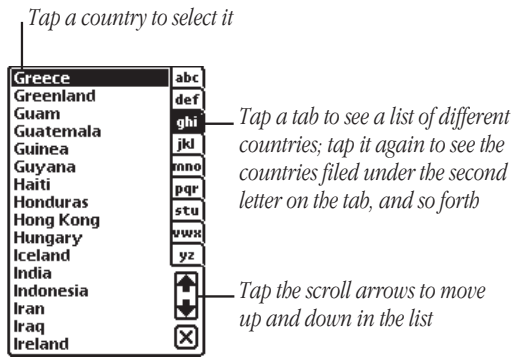 Tap a country to select it
Greece
Greenland
Guam
Guatemala
Guinea
Guyana
Haiti
Honduras
Hong Kong
Hungary
Iceland
India
Indonesia
Iran
Iraq
Ireland
abc
def
ghi
jkl
mno
pqr
stu
vwx
yz
Tap a tab to see a list of different
countries; tap it again to see the
countries filed under the second
letter on the tab, and so forth
Tap the scroll arrows to move
up and down in the list